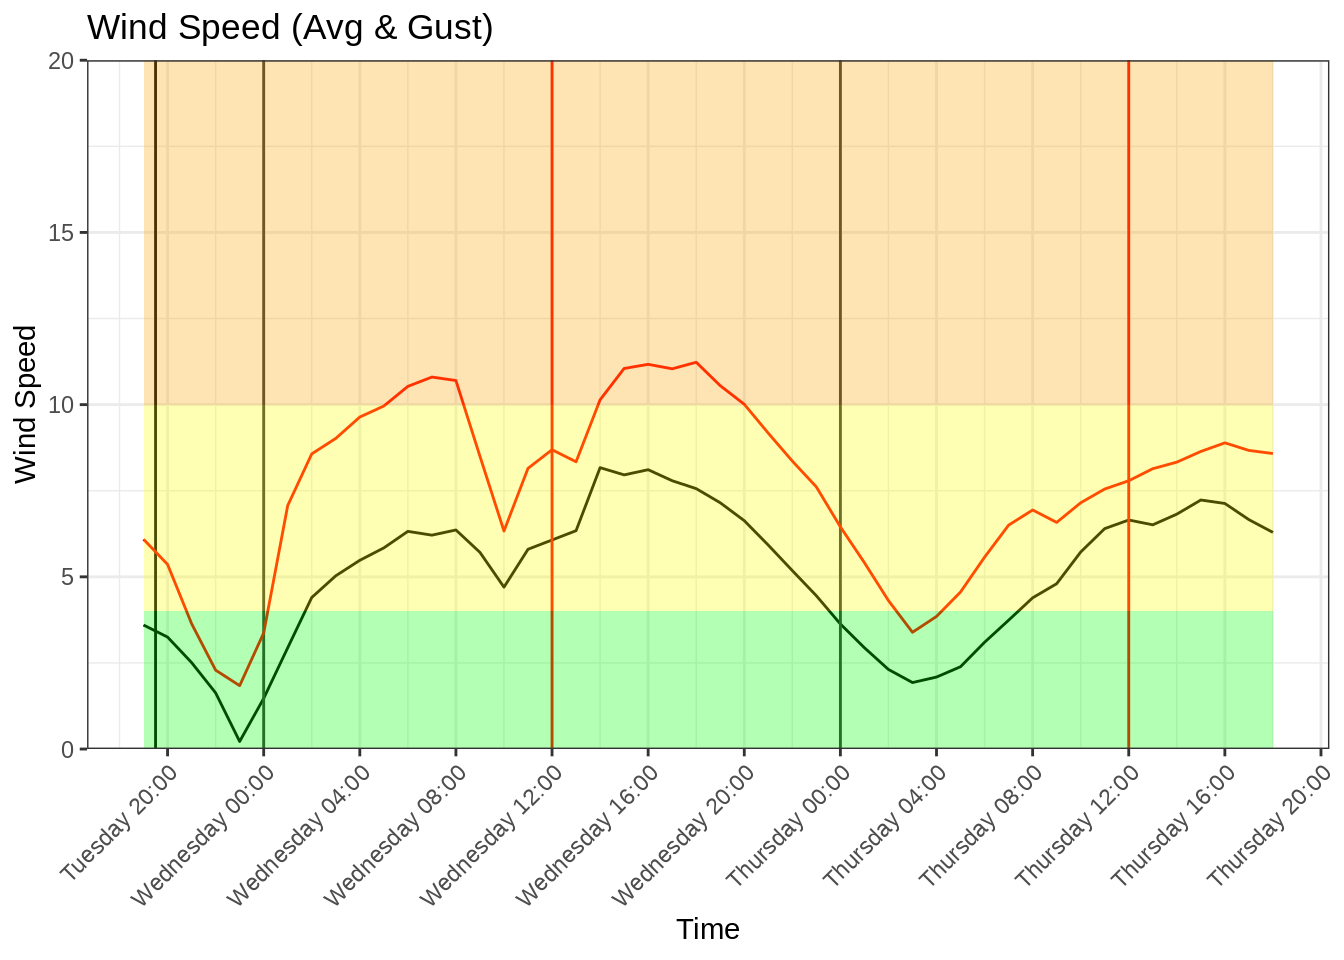 Wind Speed (Avg & Gust)
Wind Speed
20
15
10
5
0
Tuesday 20:00
Wednesday 00:00
Wednesday 04:00
Wednesday 08:00
Wednesday 12:00
Wednesday 16:00
Wednesday 20:00
Thursday 00:00
Thursday 04:00
Thursday 08:00
Thursday 12:00
Thursday 16:00
Thursday 20:00
Time